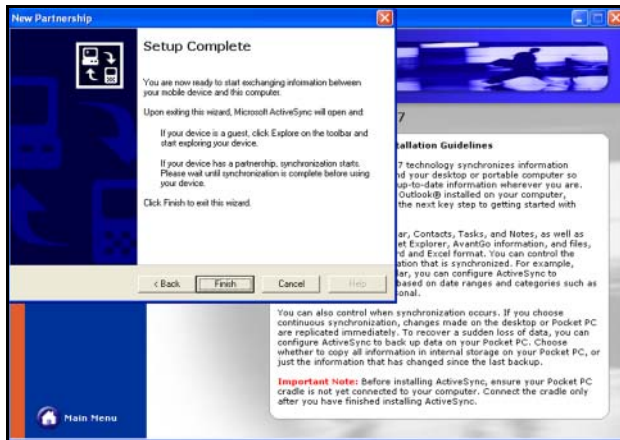 New Partnership
Setup Complete
You are now ready to start exchanging information between
your mobile device and this computer.
Upon exiting this wizard, Microsoft ActiveSync will open and:
If your device is a guest, click Explore on the toolbar and
start exploring your device.
If your device has a partnership, synchronization starts.
Please wait until synchronization is complete before using
your device.
Click Finish to exit this wizard.
< Back
Finish
Cancel
Help
7
tallation Guidelines
7 technology synchronizes information
nd your desktop or portable computer so
up-to-date information wherever you are.
Outlook® installed on your computer,
the next key step to getting started with
ar, Contacts, Tasks, and Notes, as well as
et Explorer, AvantGo information, and files,
rd and Excel format. You can control the
ation that is synchronized. For example,
lar, you can configure ActiveSync to
based on date ranges and categories such as
onal.
You can also control when synchronization occurs. If you choose
continuous synchronization, changes made on the desktop or Pocket PC
are replicated immediately. To recover a sudden loss of data, you can
configure ActiveSync to back up data on your Pocket PC. Choose
whether to copy all information in internal storage on your Pocket PC, or
just the information that has changed since the last backup.
Important Note: Before installing ActiveSync, ensure your Pocket PC
cradle is not yet connected to your computer. Connect the cradle only
after you have finished installing ActiveSync.
Main Menu